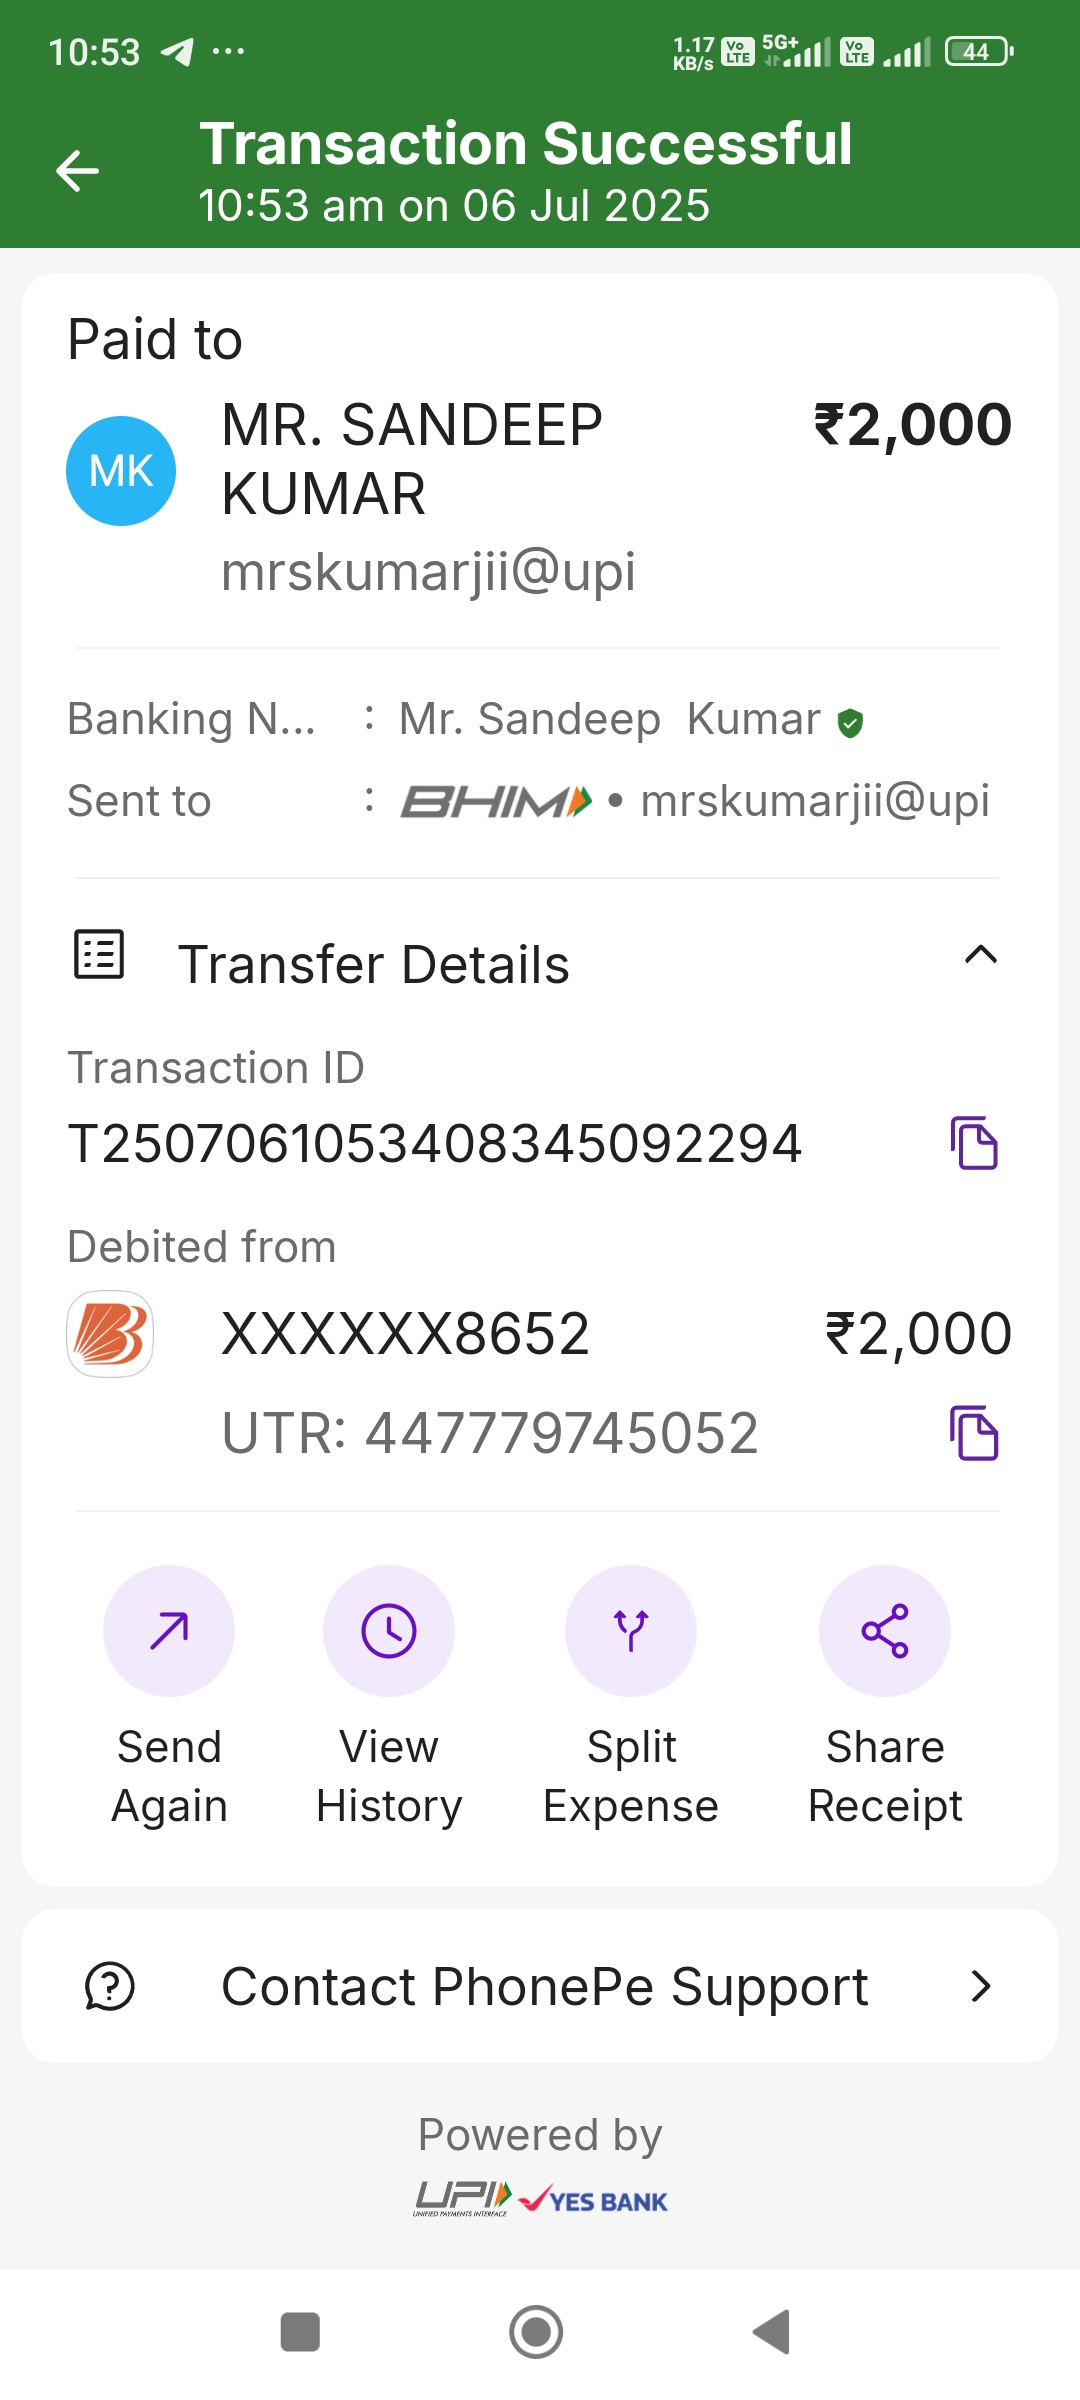 10:53 ... 1.17 KB/s Vo LTE 5G+ Vo LTE 44
Transaction Successful
10:53 am on 06 Jul 2025
Paid to
MK MR. SANDEEP KUMAR ₹2,000
mrskumarjii@upi
Banking N... : Mr. Sandeep Kumar
Sent to : BHIM • mrskumarjii@upi
Transfer Details
Transaction ID
T2507061053408345092294
Debited from
XXXXXX8652 ₹2,000
UTR: 447779745052
Send Again
View History
Split Expense
Share Receipt
Contact PhonePe Support
Powered by
UPI UNIFIED PAYMENTS INTERFACE YES BANK